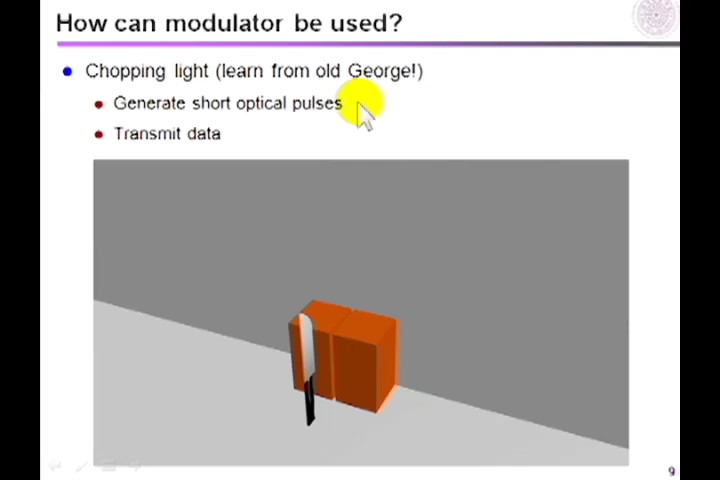 How can modulator be used?
Chopping light (learn from old George!)
Generate short optical pulses
Transmit data
9